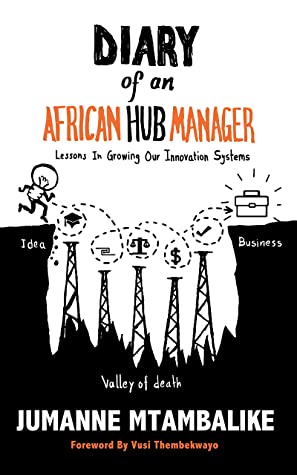 DIARY
of an
AFRICAN HUB MANAGER
Lessons In Growing Our Innovation Systems
Idea
Business
$
Valley of death
JUMANNE MTAMBALIKE
Foreword By Vusi Thembekwayo